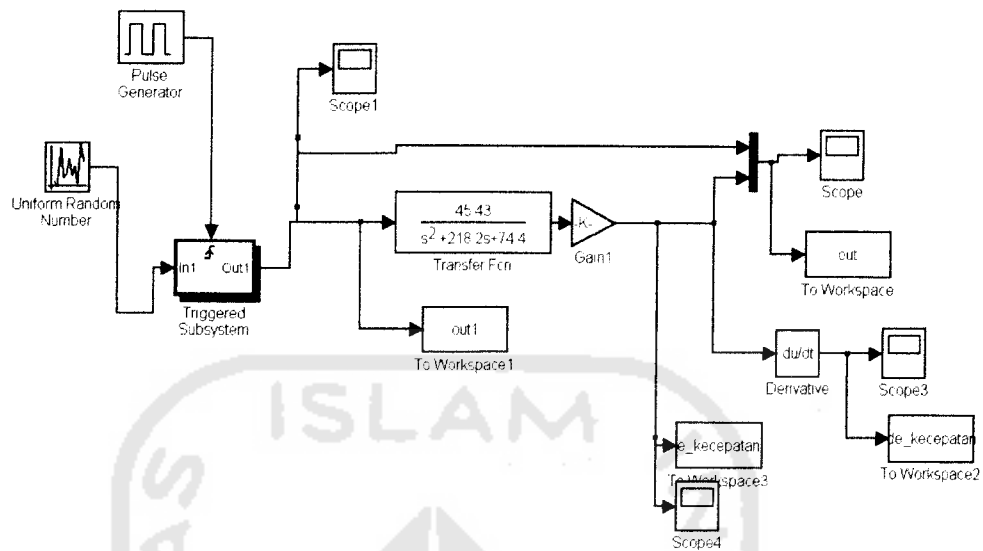 Pulse
Generator
Scope1
Uniform Random
Number
In1
Out1
Triggered
Subsystem
45.43
s²+218.2s+74.4
Transfer Fcn
-K-
Gain1
Scope
out
To Workspace
out1
To Workspace1
du/dt
Derivative
Scope3
e_kecepatan
To Workspace3
de_kecepatan
To Workspace2
Scope4
ISLAM